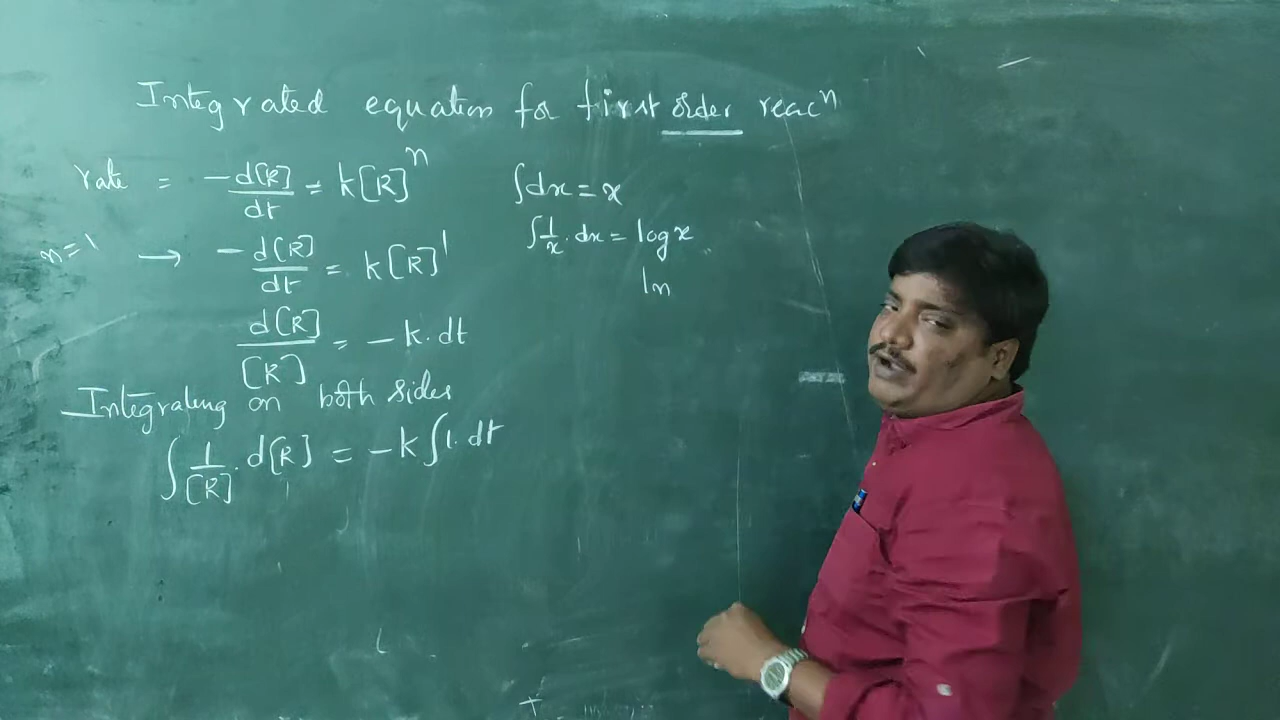 Integrated equation for first order reacⁿ
rate = -d[R]/dt = k[R]ⁿ
n=1 → -d[R]/dt = k[R]¹
d[R]/[R] = -k.dt
Integrating on both sides
∫1/[R].d[R] = -k∫1.dt
∫dx = x
∫1/x.dx = log x
ln